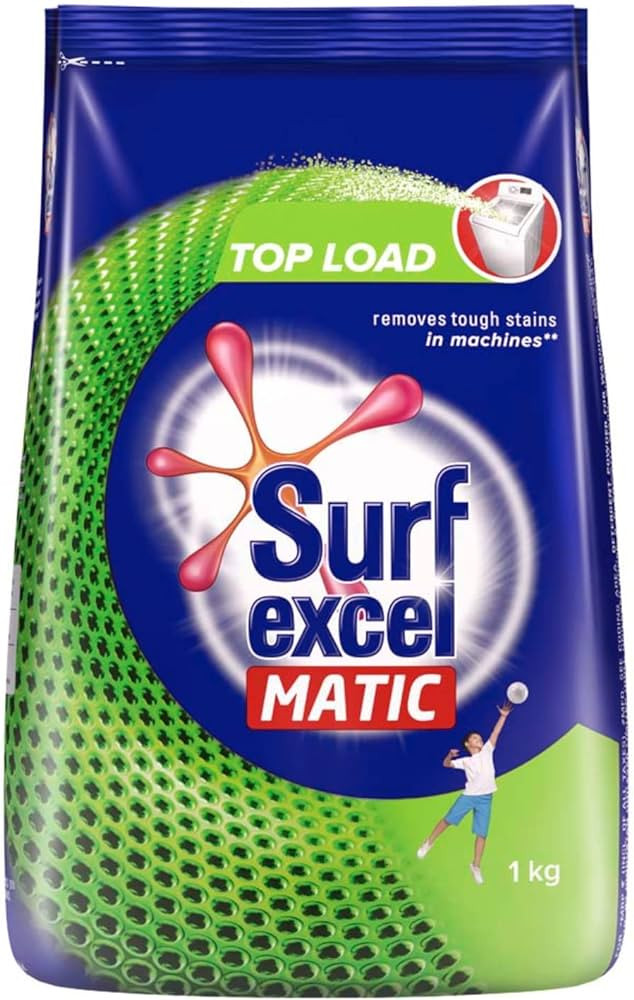 TOP LOAD
removes tough stains
in machines**
Surf
excel
MATIC
1 kg